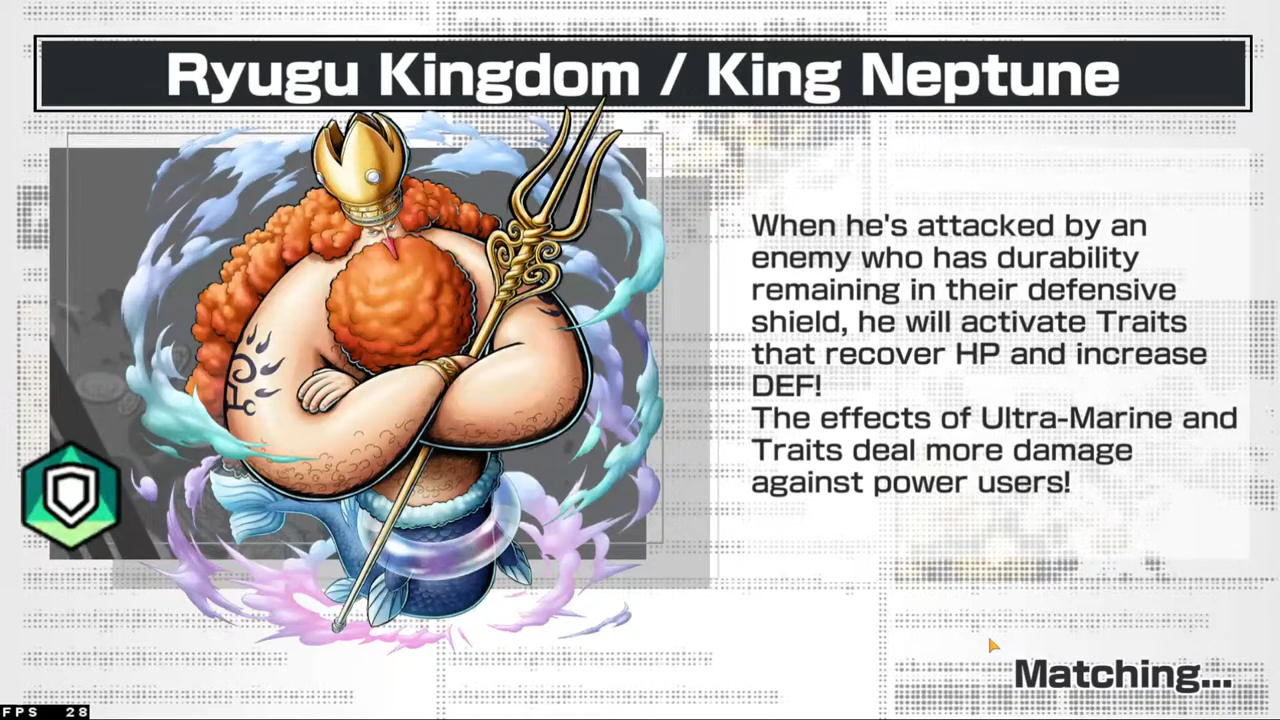 Ryugu Kingdom / King Neptune
When he's attacked by an
enemy who has durability
remaining in their defensive
shield, he will activate Traits
that recover HP and increase
DEF!
The effects of Ultra-Marine and
Traits deal more damage
against power users!
Matching...
FPS 28